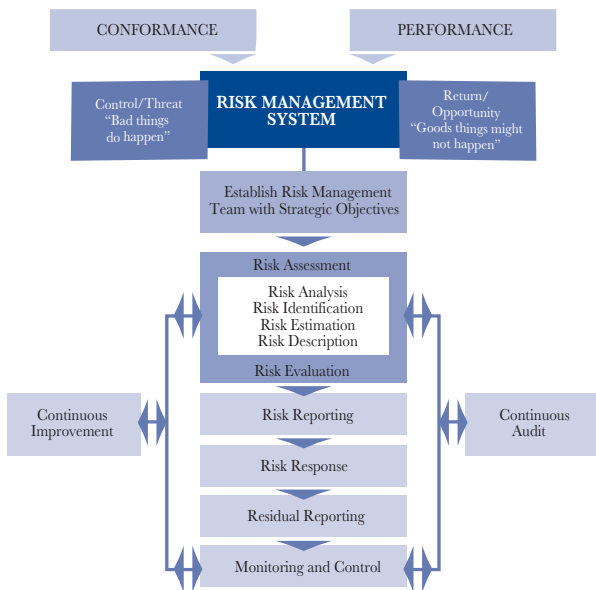 CONFORMANCE
PERFORMANCE
Control/Threat
“Bad things
do happen”
RISK MANAGEMENT
SYSTEM
Return/
Opportunity
“Goods things might
not happen”
Establish Risk Management
Team with Strategic Objectives
Risk Assessment
Risk Analysis
Risk Identification
Risk Estimation
Risk Description
Risk Evaluation
Continuous
Improvement
Risk Reporting
Continuous
Audit
Risk Response
Residual Reporting
Monitoring and Control